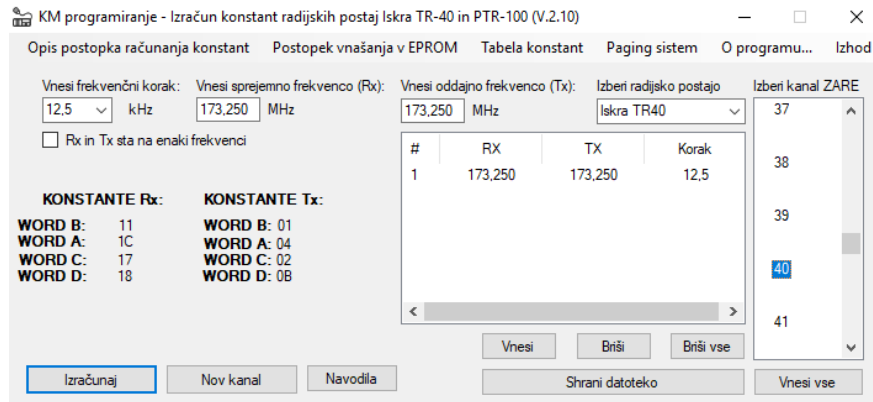 KM programiranje - Izračun konstant radijskih postaj Iskra TR-40 in PTR-100 (V.2.10)
Opis postopka računanja konstant Postopek vnašanja v EPROM Tabela konstant Paging sistem O programu... Izhod
Vnesi frekvenčni korak: Vnesi sprejemno frekvenco (Rx): Vnesi oddajno frekvenco (Tx): Izberi radijsko postajo Izberi kanal ZARE
12,5 kHz 173,250 MHz 173,250 MHz Iskra TR40 37
Rx in Tx sta na enaki frekvenci
# RX TX Korak
1 173,250 173,250 12,5
38
39
40
41
KONSTANTE Rx: KONSTANTE Tx:
WORD B: 11 WORD B: 01
WORD A: 1C WORD A: 04
WORD C: 17 WORD C: 02
WORD D: 18 WORD D: 0B
Vnesi Briši Briši vse
Izračunaj Nov kanal Navodila Shrani datoteko Vnesi vse